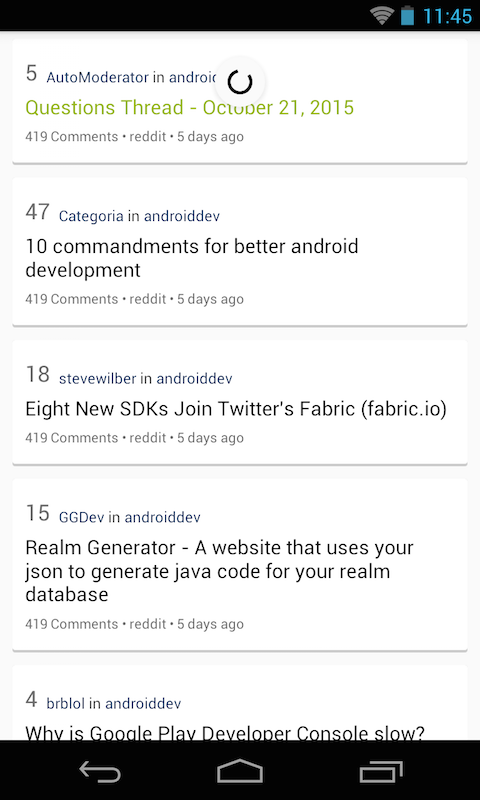 11:45
5 AutoModerator in
Questions Thread - October 21, 2015
419 Comments • reddit • 5 days ago
47 Categoria in androiddev
10 commandments for better android
development
419 Comments • reddit • 5 days ago
18 stevewilber in androiddev
Eight New SDKs Join Twitter's Fabric (fabric.io)
419 Comments • reddit • 5 days ago
15 GGDev in androiddev
Realm Generator - A website that uses your
json to generate java code for your realm
database
419 Comments • reddit • 5 days ago
4 brblol in androiddev
Why is Google Play Developer Console slow?